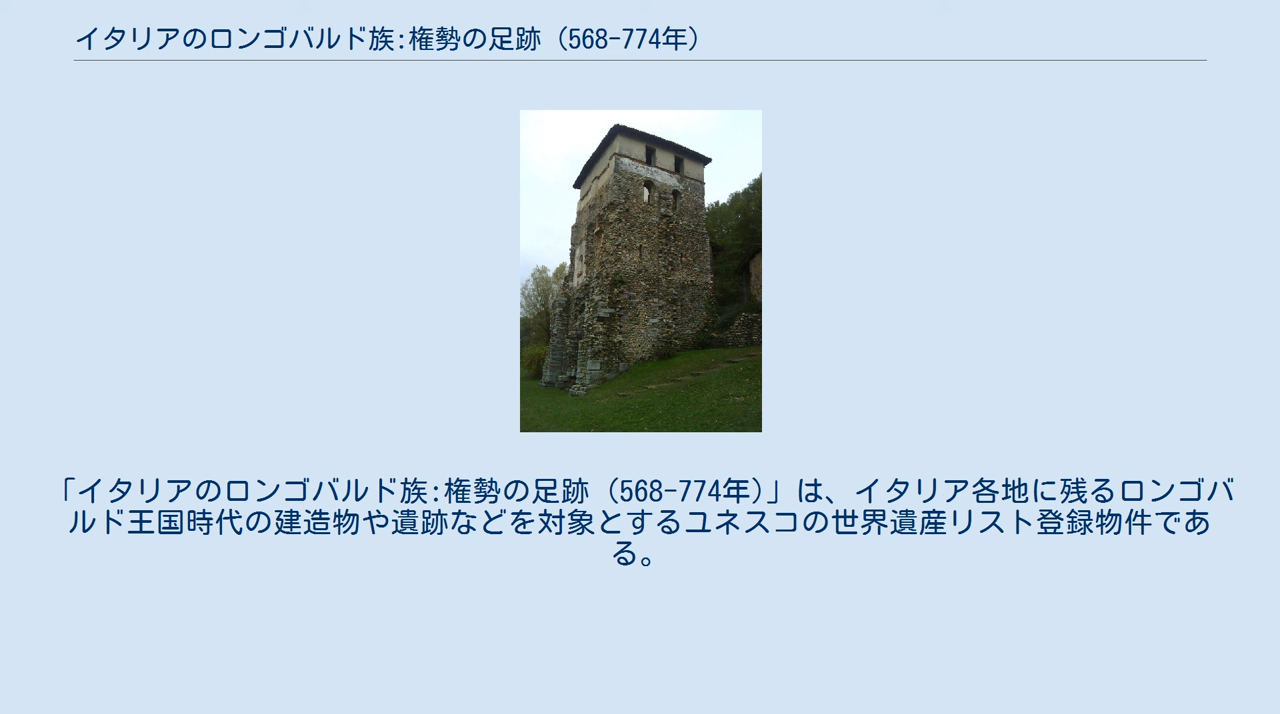 イタリアのロンゴバルド族:権勢の足跡 (568-774年)
「イタリアのロンゴバルド族:権勢の足跡 (568-774年)」は、イタリア各地に残るロンゴバ
ルド王国時代の建造物や遺跡などを対象とするユネスコの世界遺産リスト登録物件であ
る。